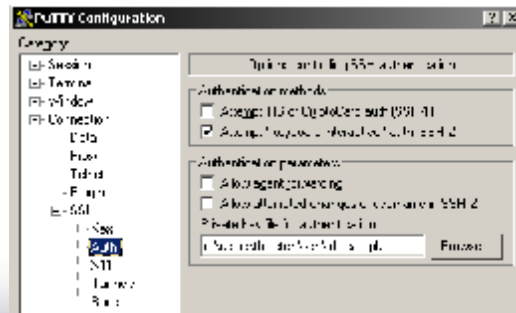 PuTTY Configuration
Category:
Session
Terminal
Window
Connection
Data
Proxy
Telnet
Rlogin
SSH
Kex
Auth
X11
Tunnels
Bugs
Options controlling SSH authentication
Authentication methods
Attempt TIS or CryptoCard auth (SSH-1)
Attempt "keyboard-interactive" auth (SSH-2)
Authentication parameters
Allow agent forwarding
Allow attempted changes of username in SSH-2
Private key file for authentication:
Browse...